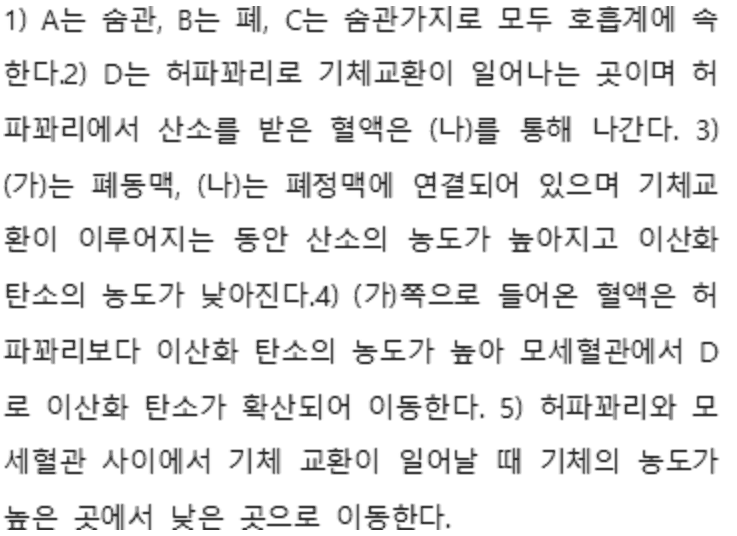 1) A는 숨관, B는 폐, C는 숨관가지로 모두 호흡계에 속
한다.2) D는 허파꽈리로 기체교환이 일어나는 곳이며 허
파꽈리에서 산소를 받은 혈액은 (나)를 통해 나간다. 3)
(가)는 폐동맥, (나)는 폐정맥에 연결되어 있으며 기체교
환이 이루어지는 동안 산소의 농도가 높아지고 이산화
탄소의 농도가 낮아진다.4) (가)쪽으로 들어온 혈액은 허
파꽈리보다 이산화 탄소의 농도가 높아 모세혈관에서 D
로 이산화 탄소가 확산되어 이동한다. 5) 허파꽈리와 모
세혈관 사이에서 기체 교환이 일어날 때 기체의 농도가
높은 곳에서 낮은 곳으로 이동한다.